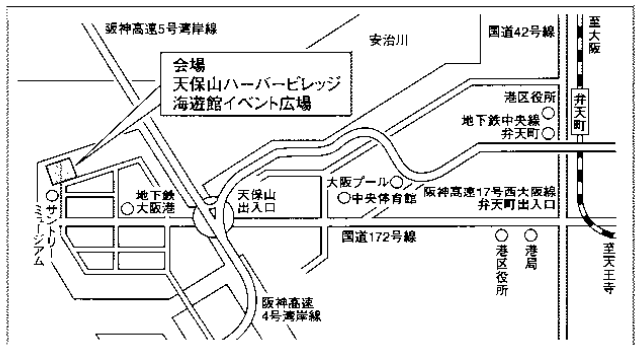 阪神高速5号湾岸線
安治川
国道42号線
至大阪
会場
天保山ハーバービレッジ
海遊館イベント広場
港区役所
地下鉄中央線
弁天町
弁天町
大阪プール
中央体育館
阪神高速17号西大阪線
弁天町出入口
地下鉄
大阪港
天保山
出入口
サントリー
ミュージアム
国道172号線
港区役所
港局
至天王寺
阪神高速
4号湾岸線